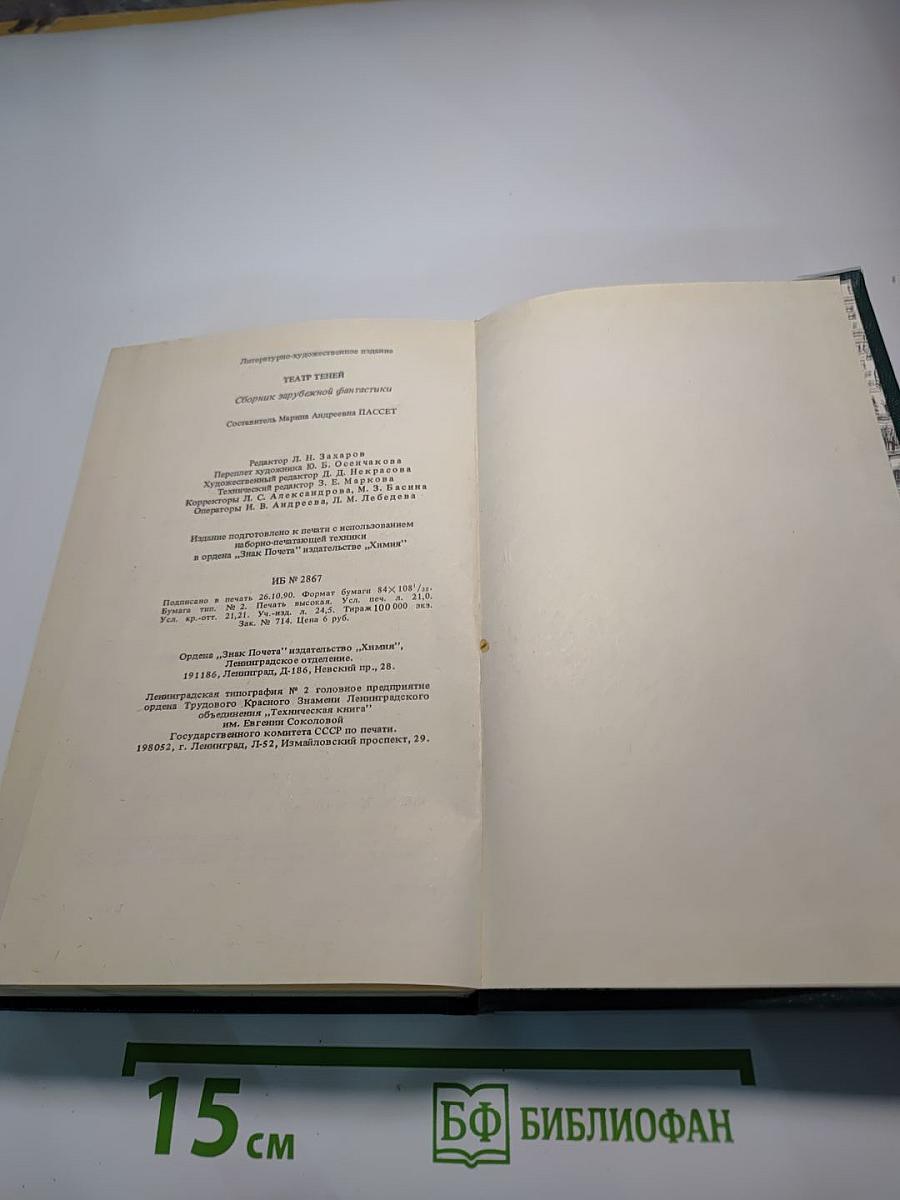 Литературно-художественное издание
ТЕАТР ТЕНЕЙ
Сборник зарубежной фантастики
Составитель Марина Андреевна ПАССЕТ
Редактор Л. Н. Захаров
Переплет художника Ю. Б. Осенчакова
Художественный редактор Д. Д. Некрасова
Технический редактор З. Е. Маркова
Корректоры Л. С. Александрова, М. З. Басина
Операторы И. В. Андреева, Л. М. Лебедева
Издание подготовлено к печати с использованием
наборно-печатающей техники
в ордена „Знак Почета" издательстве „Химия"
ИБ № 2867
Подписано в печать 26.10.90. Формат бумаги 84×108¹/₃₂.
Бумага тип. № 2. Печать высокая. Усл. печ. л. 21,0.
Усл. кр.-отт. 21,21. Уч.-изд. л. 24,5. Тираж 100 000 экз.
Зак. № 714. Цена 6 руб.
Ордена „Знак Почета" издательство „Химия",
Ленинградское отделение.
191186, Ленинград, Д-186, Невский пр., 28.
Ленинградская типография № 2 головное предприятие
ордена Трудового Красного Знамени Ленинградского
объединения „Техническая книга"
им. Евгении Соколовой
Государственного комитета СССР по печати.
198052, г. Ленинград, Л-52, Измайловский проспект, 29.
15 см
БФ БИБЛИОФАН